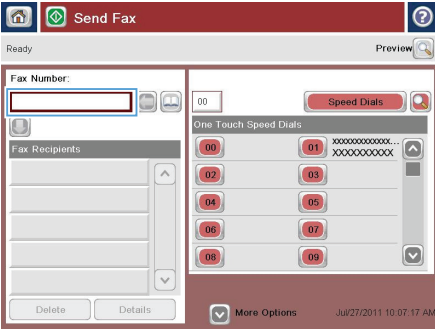 Send Fax
Ready
Preview
Fax Number:
00
Speed Dials
Fax Recipients
One Touch Speed Dials
00
01
XXXXXXXXXXXXX...
XXXXXXXXXX
02
03
04
05
06
07
08
09
Delete
Details
More Options
Jul/27/2011 10:07:17 AM